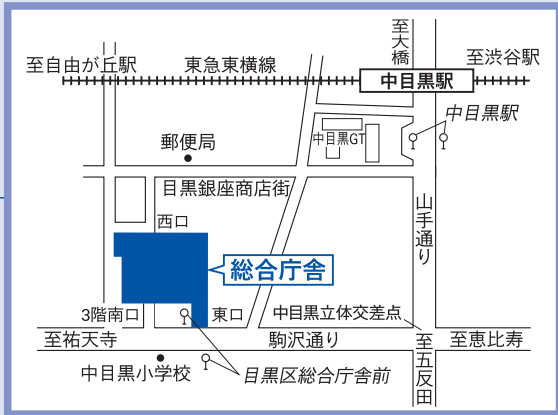 至大橋
至自由が丘駅
東急東横線
至渋谷駅
中目黒駅
中目黒駅
中目黒GT
郵便局
目黒銀座商店街
山手通り
西口
総合庁舎
3階南口
東口
中目黒立体交差点
至祐天寺
駒沢通り
至恵比寿
至五反田
中目黒小学校
目黒区総合庁舎前